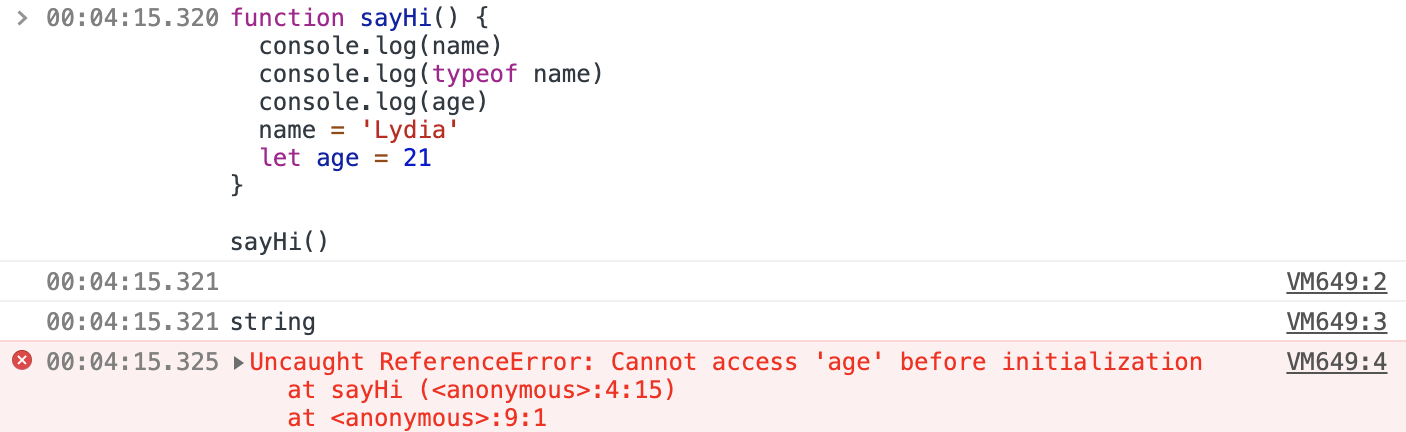 > 00:04:15.320 function sayHi() {
console.log(name)
console.log(typeof name)
console.log(age)
name = 'Lydia'
let age = 21
}
sayHi()
00:04:15.321 VM649:2
00:04:15.321 string VM649:3
00:04:15.325 ▶Uncaught ReferenceError: Cannot access 'age' before initialization VM649:4
at sayHi (<anonymous>:4:15)
at <anonymous>:9:1